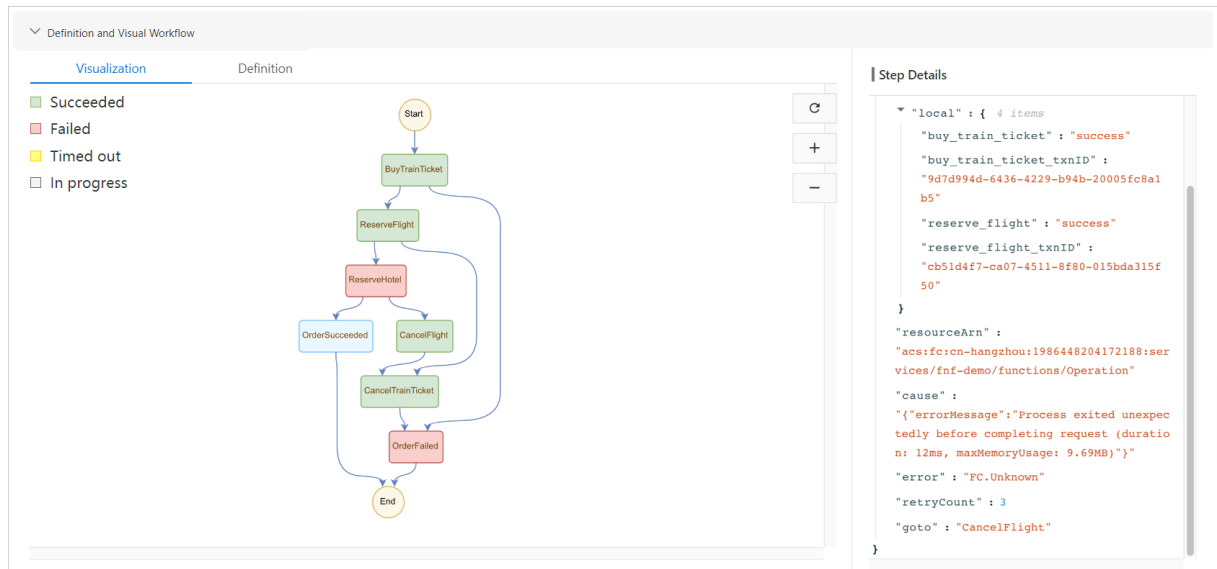 Definition and Visual Workflow
Visualization
Definition
Succeeded
Failed
Timed out
In progress
+
−
Start
BuyTrainTicket
ReserveFlight
ReserveHotel
OrderSucceeded
CancelFlight
CancelTrainTicket
OrderFailed
End
Step Details
"local" : { 4 items
"buy_train_ticket" : "success"
"buy_train_ticket_txnID" :
"9d7d994d-6436-4229-b94b-20005fc8a1
b5"
"reserve_flight" : "success"
"reserve_flight_txnID" :
"cb51d4f7-ca07-4511-8f80-015bda315f
50"
}
"resourceArn" :
"acs:fc:cn-hangzhou:1986448204172188:ser
vices/fnf-demo/functions/Operation"
"cause" :
"{"errorMessage":"Process exited unexpec
tedly before completing request (duratio
n: 12ms, maxMemoryUsage: 9.69MB)"}"
"error" : "FC.Unknown"
"retryCount" : 3
"goto" : "CancelFlight"
}